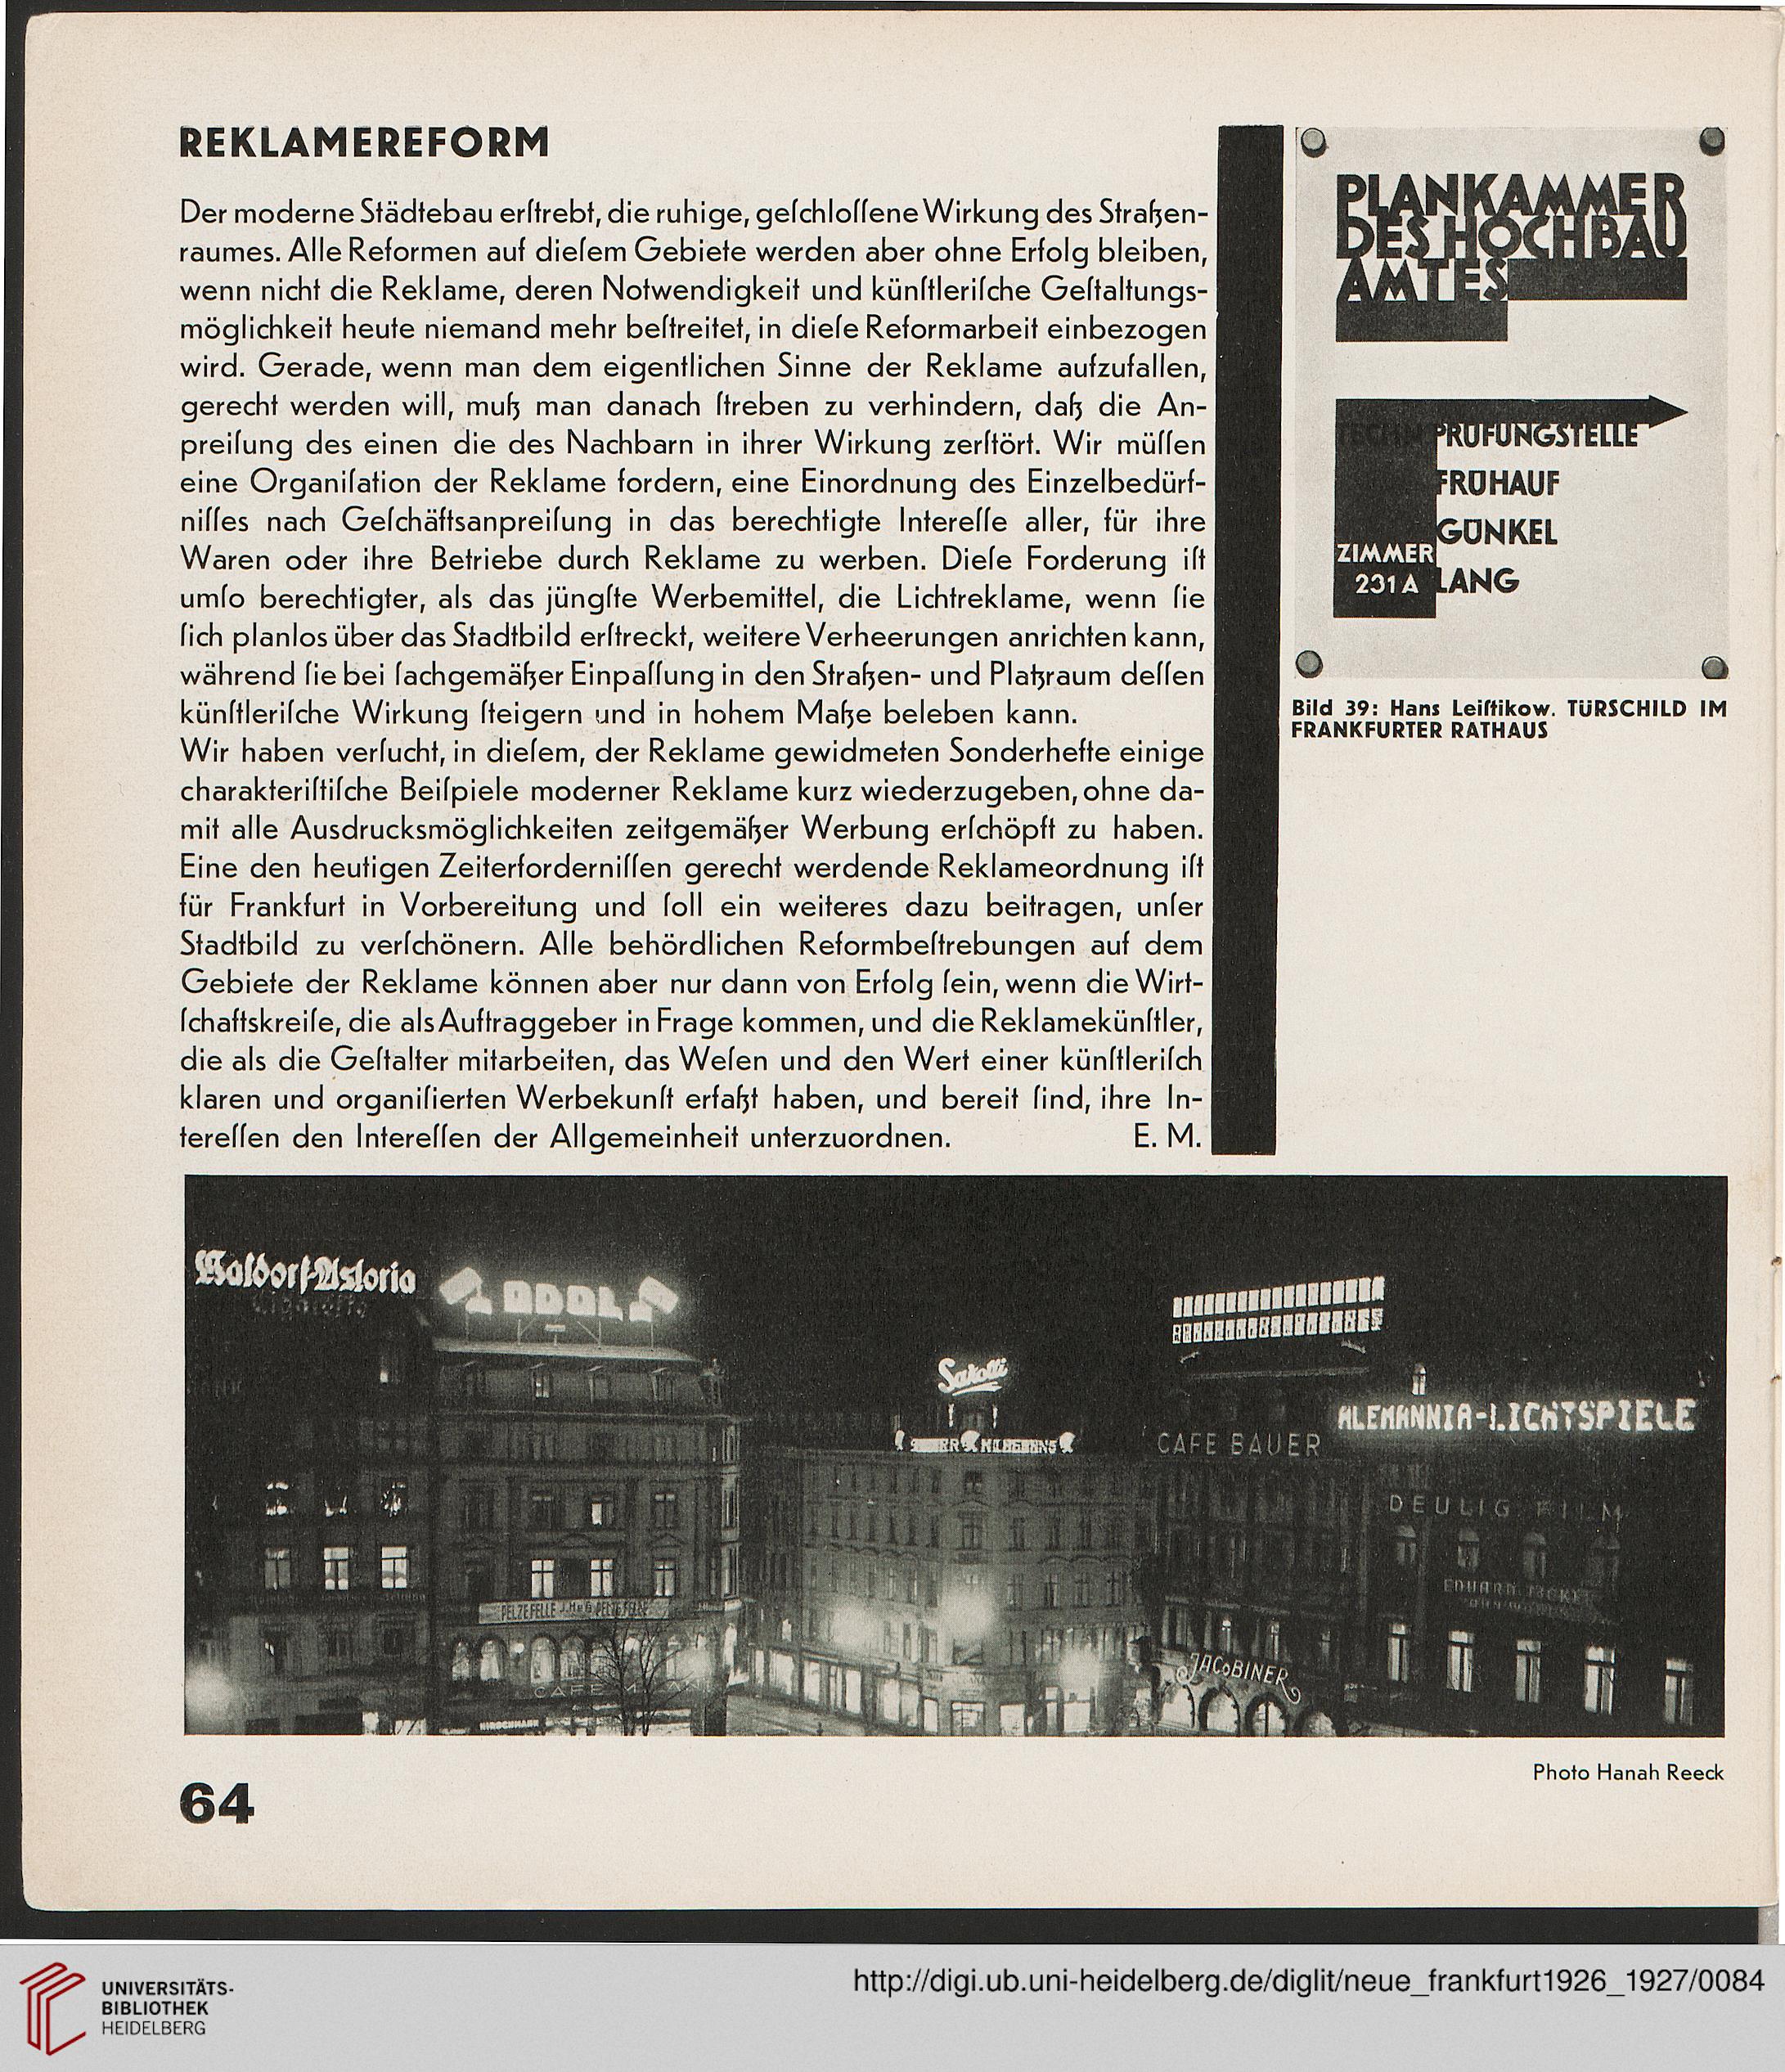 REKLAMEREFORM
Der moderne Städtebau erſtrebt, die ruhige, geſchloſſene Wirkung des Straßen-
raumes. Alle Reformen auf dieſem Gebiete werden aber ohne Erfolg bleiben,
wenn nicht die Reklame, deren Notwendigkeit und künſtleriſche Geſtaltungs-
möglichkeit heute niemand mehr beſtreitet, in dieſe Reformarbeit einbezogen
wird. Gerade, wenn man dem eigentlichen Sinne der Reklame aufzufallen,
gerecht werden will, muß man danach ſtreben zu verhindern, daß die An-
preiſung des einen die des Nachbarn in ihrer Wirkung zerſtört. Wir müſſen
eine Organiſation der Reklame fordern, eine Einordnung des Einzelbedürf-
niſſes nach Geſchäftsanpreiſung in das berechtigte Intereſſe aller, für ihre
Waren oder ihre Betriebe durch Reklame zu werben. Dieſe Forderung iſt
umſo berechtigter, als das jüngſte Werbemittel, die Lichtreklame, wenn ſie
ſich planlos über das Stadtbild erſtreckt, weitere Verheerungen anrichten kann,
während ſie bei ſachgemäßer Einpaſſung in den Straßen- und Platzraum deſſen
künſtleriſche Wirkung ſteigern und in hohem Maße beleben kann.
Wir haben verſucht, in dieſem, der Reklame gewidmeten Sonderhefte einige
charakteriſtiſche Beiſpiele moderner Reklame kurz wiederzugeben, ohne da-
mit alle Ausdrucksmöglichkeiten zeitgemäßer Werbung erſchöpft zu haben.
Eine den heutigen Zeiterforderniſſen gerecht werdende Reklameordnung iſt
für Frankfurt in Vorbereitung und ſoll ein weiteres dazu beitragen, unſer
Stadtbild zu verſchönern. Alle behördlichen Reformbeſtrebungen auf dem
Gebiete der Reklame können aber nur dann von Erfolg ſein, wenn die Wirt-
ſchaftskreiſe, die als Auftraggeber in Frage kommen, und die Reklamekünſtler,
die als die Geſtalter mitarbeiten, das Weſen und den Wert einer künſtleriſch
klaren und organiſierten Werbekunſt erfaßt haben, und bereit ſind, ihre In-
tereſſen den Intereſſen der Allgemeinheit unterzuordnen. E. M.
PLANKAMMER
DES HOCHBAU
AMTES
TECHN PRÜFUNGSTELLE
FRÜHAUF
GÜNKEL
LANG
ZIMMER
231 A
Bild 39: Hans Leiſtikow. TÜRSCHILD IM
FRANKFURTER RATHAUS
Waldorf-Astoria
ODOL
Sarotti
ALEMANNIA-LICHTSPIELE
CAFE BAUER
DEULIG FILM
PELZE FELLE
JACOBINER
CAFE
Photo Hanah Reeck
64
UNIVERSITÄTS-
BIBLIOTHEK
HEIDELBERG
http://digi.ub.uni-heidelberg.de/diglit/neue_frankfurt1926_1927/0084